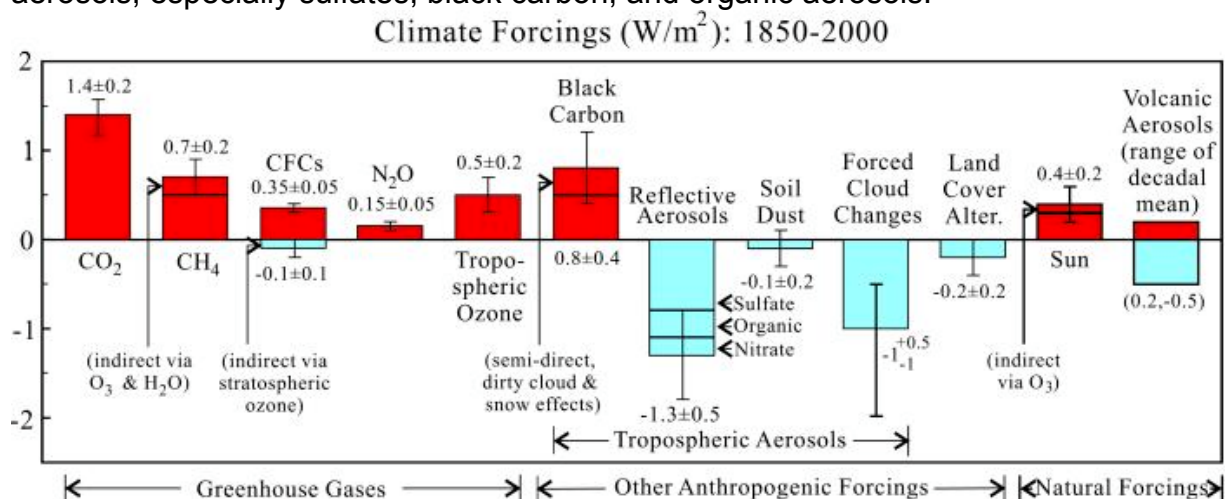 aerosols, especially sulfates, black carbon, and organic aerosols.
Climate Forcings (W/m²): 1850-2000
2
1
0
-1
-2
1.4±0.2
CO₂
0.7±0.2
CH₄
(indirect via
O₃ & H₂O)
CFCs
0.35±0.05
-0.1±0.1
(indirect via
stratospheric
ozone)
N₂O
0.15±0.05
0.5±0.2
Tropo-
spheric
Ozone
Black
Carbon
0.8±0.4
(semi-direct,
dirty cloud &
snow effects)
Reflective
Aerosols
Sulfate
Organic
Nitrate
-1.3±0.5
Soil
Dust
-0.1±0.2
Forced
Cloud
Changes
-1 +0.5 -1
Land
Cover
Alter.
-0.2±0.2
0.4±0.2
Sun
(indirect
via O₃)
Volcanic
Aerosols
(range of
decadal
mean)
(0.2,-0.5)
Tropospheric Aerosols
Greenhouse Gases
Other Anthropogenic Forcings
Natural Forcings